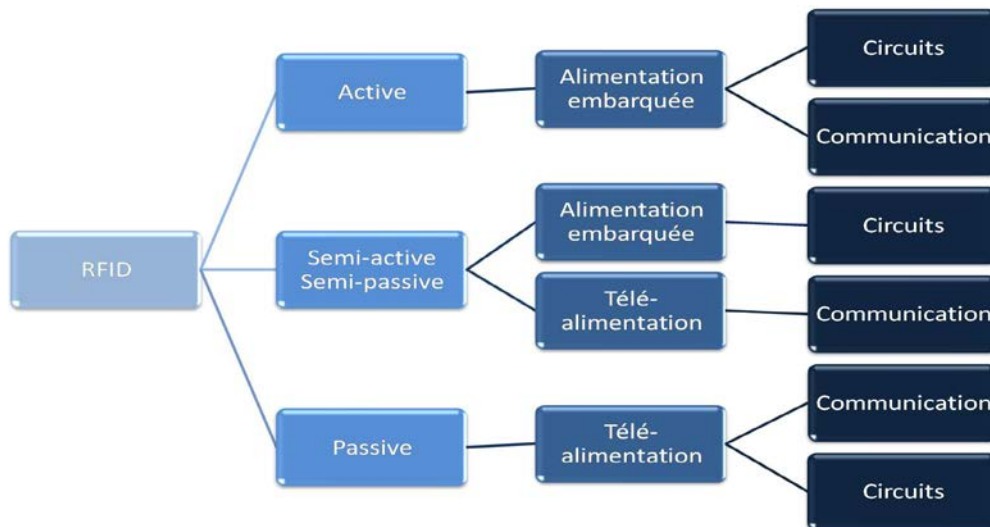 RFID
Active
Alimentation
embarquée
Circuits
Communication
Semi-active
Semi-passive
Alimentation
embarquée
Circuits
Télé-
alimentation
Communication
Passive
Télé-
alimentation
Communication
Circuits